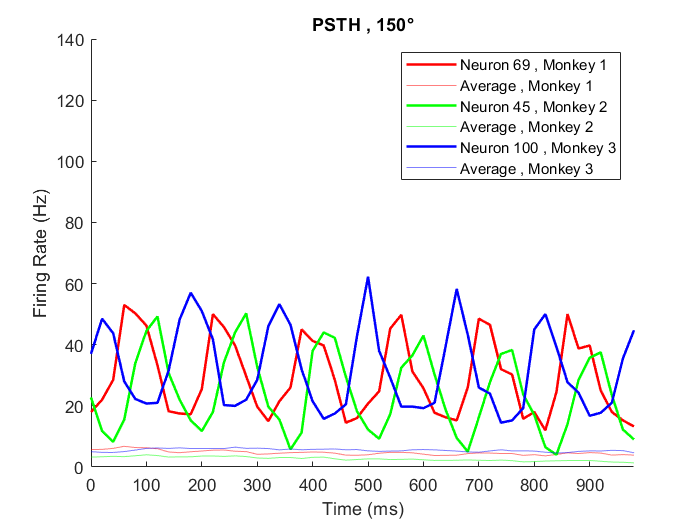 PSTH , 150°
140
120
100
80
60
40
20
0
Firing Rate (Hz)
Neuron 69 , Monkey 1
Average , Monkey 1
Neuron 45 , Monkey 2
Average , Monkey 2
Neuron 100 , Monkey 3
Average , Monkey 3
0 100 200 300 400 500 600 700 800 900
Time (ms)